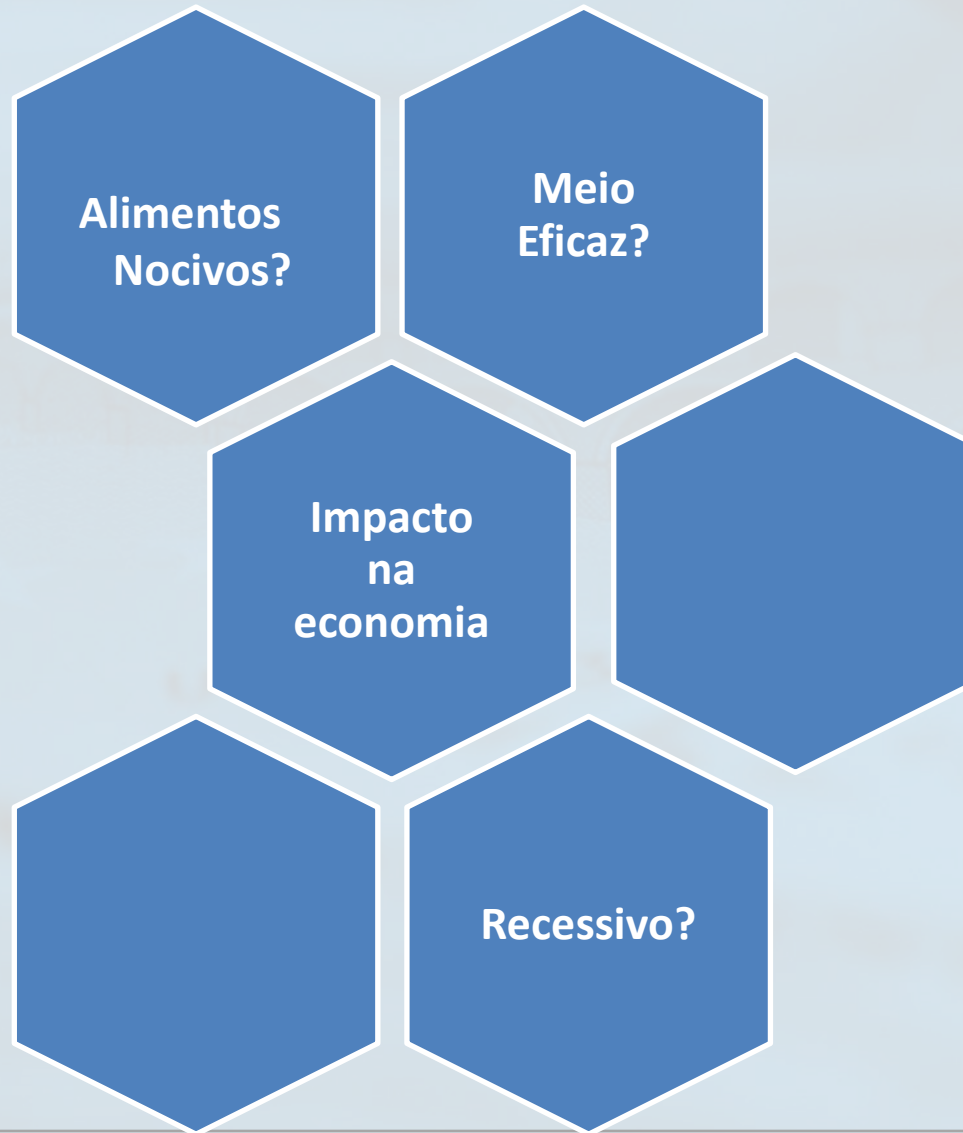 Alimentos
Nocivos?
Meio
Eficaz?
Impacto
na
economia
Recessivo?